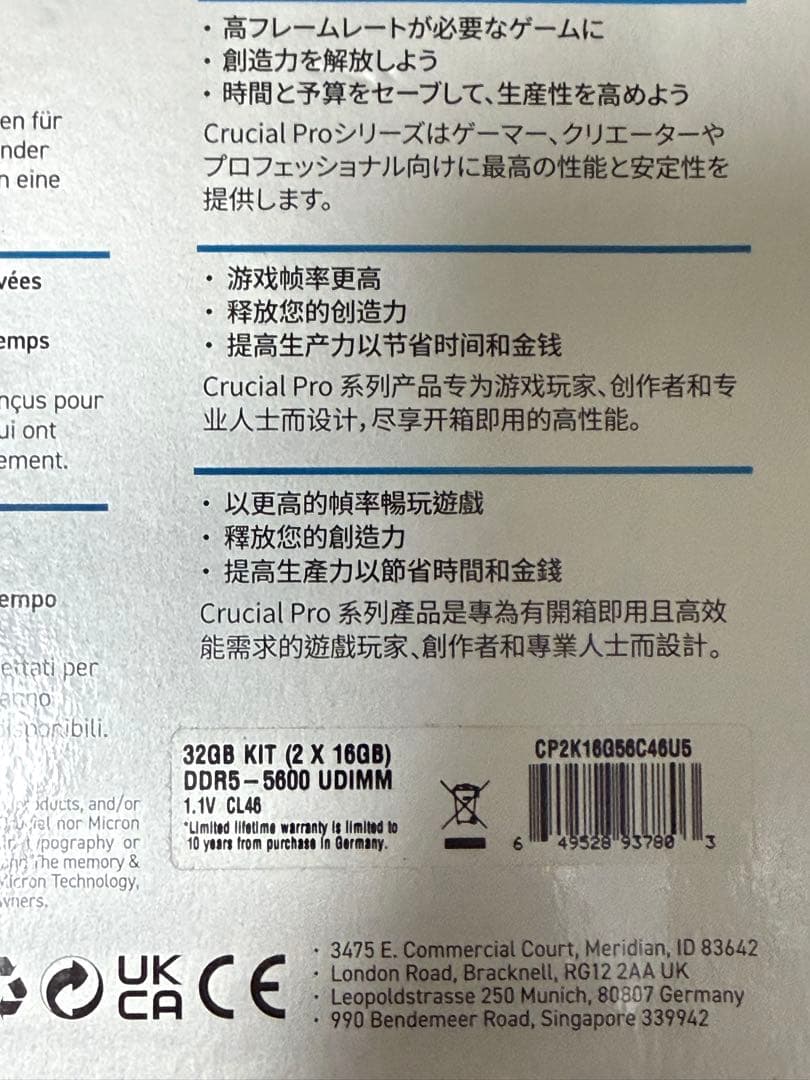 ・高フレームレートが必要なゲームに
・創造力を解放しよう
・時間と予算をセーブして、生産性を高めよう
Crucial Proシリーズはゲーマー、クリエーターや
プロフェッショナル向けに最高の性能と安定性を
提供します。
en für
nder
n eine
・游戏帧率更高
・释放您的创造力
・提高生产力以节省时间和金钱
Crucial Pro 系列产品专为游戏玩家、创作者和专
业人士而设计，尽享开箱即用的高性能。
vées
emps
nçus pour
ui ont
ement.
・以更高的幀率暢玩遊戲
・釋放您的創造力
・提高生產力以節省時間和金錢
Crucial Pro 系列產品是專為有開箱即用且高效
能需求的遊戲玩家、創作者和專業人士而設計。
empo
per
32GB KIT (2 X 16GB)
DDR5-5600 UDIMM
1.1V CL46
*Limited lifetime warranty is limited to
10 years from purchase in Germany.
CP2K16G56C46U5
6 49528 93780 3
and/or
nor Micron
or
The memory &
Micron Technology,
UK
CA
CE
・3475 E. Commercial Court, Meridian, ID 83642
・London Road, Bracknell, RG12 2AA UK
・Leopoldstrasse 250 Munich, 80807 Germany
・990 Bendemeer Road, Singapore 339942